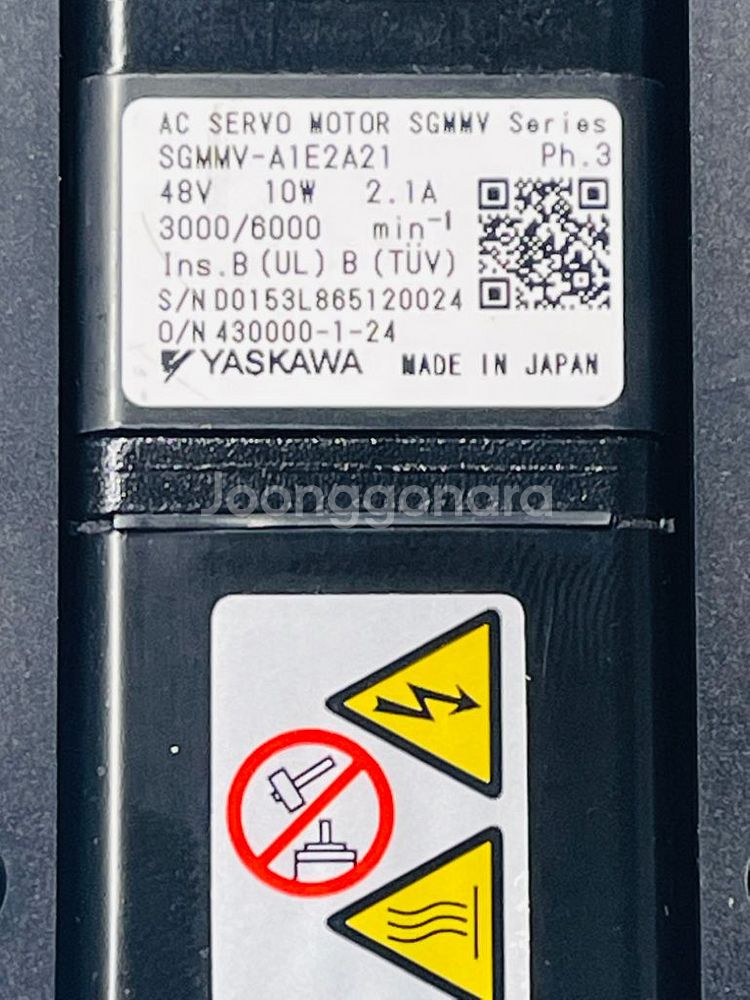 AC SERVO MOTOR SGMMV Series
SGMMV-A1E2A21 Ph.3
48V 10W 2.1A
3000/6000 min⁻¹
Ins.B (UL) B (TÜV)
S/N D0153L865120024
O/N 430000-1-24
YASKAWA MADE IN JAPAN
Joonggonara